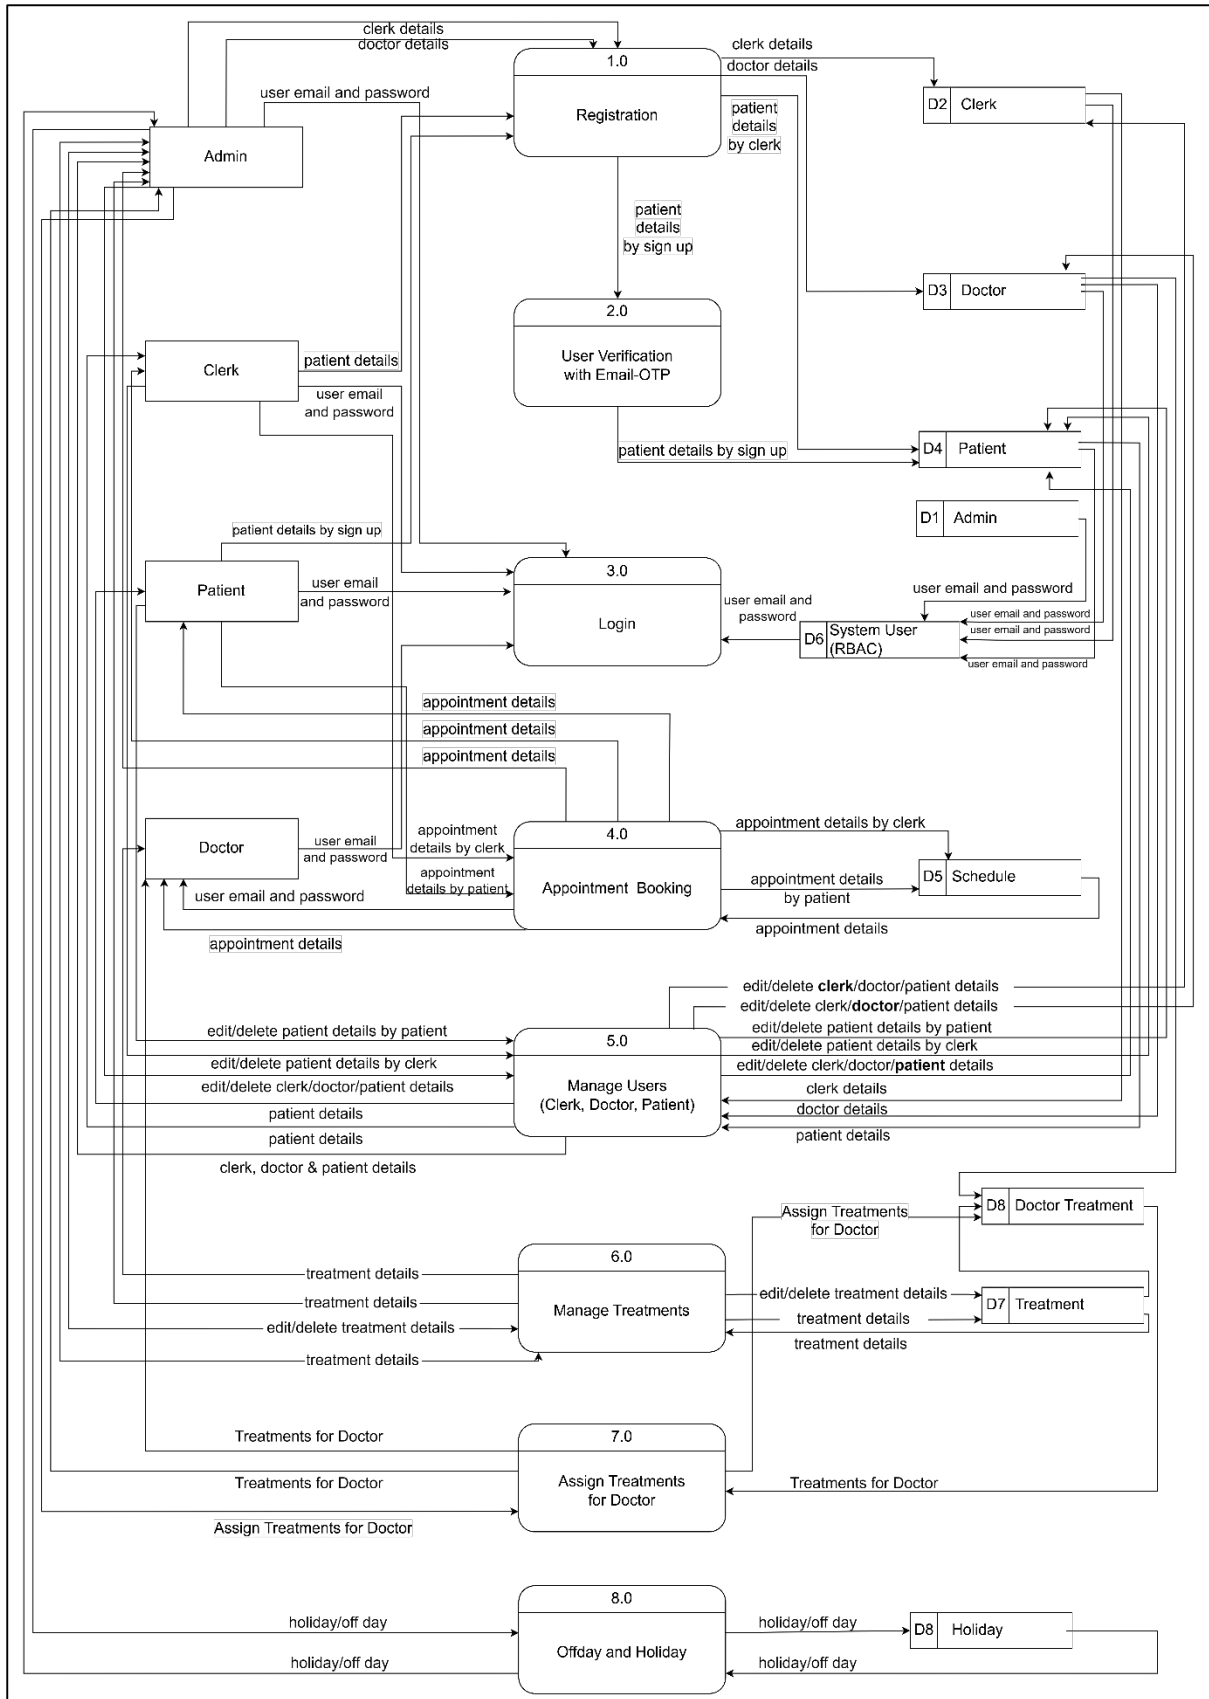 clerk details
doctor details
1.0
Registration
clerk details
doctor details
D2 Clerk
user email and password
patient
details
by clerk
Admin
patient
details
by sign up
D3 Doctor
2.0
User Verification
with Email-OTP
Clerk
patient details
user email
and password
patient details by sign up
D4 Patient
D1 Admin
patient details by sign up
3.0
Login
Patient
user email
and password
user email and password
user email and
password
D6 System User
(RBAC)
user email and password
user email and password
user email and password
appointment details
appointment details
appointment details
4.0
Appointment Booking
Doctor
user email
and password
appointment
details by clerk
appointment
details by patient
user email and password
appointment details
appointment details by clerk
appointment details
by patient
D5 Schedule
appointment details
edit/delete clerk/doctor/patient details
edit/delete clerk/doctor/patient details
edit/delete patient details by patient
edit/delete patient details by clerk
edit/delete clerk/doctor/patient details
clerk details
doctor details
patient details
5.0
Manage Users
(Clerk, Doctor, Patient)
edit/delete patient details by patient
edit/delete patient details by clerk
edit/delete clerk/doctor/patient details
patient details
patient details
clerk, doctor & patient details
D8 Doctor Treatment
Assign Treatments
for Doctor
6.0
Manage Treatments
treatment details
treatment details
edit/delete treatment details
treatment details
edit/delete treatment details
treatment details
treatment details
D7 Treatment
7.0
Assign Treatments
for Doctor
Treatments for Doctor
Treatments for Doctor
Assign Treatments for Doctor
Treatments for Doctor
8.0
Offday and Holiday
holiday/off day
holiday/off day
holiday/off day
holiday/off day
D8 Holiday